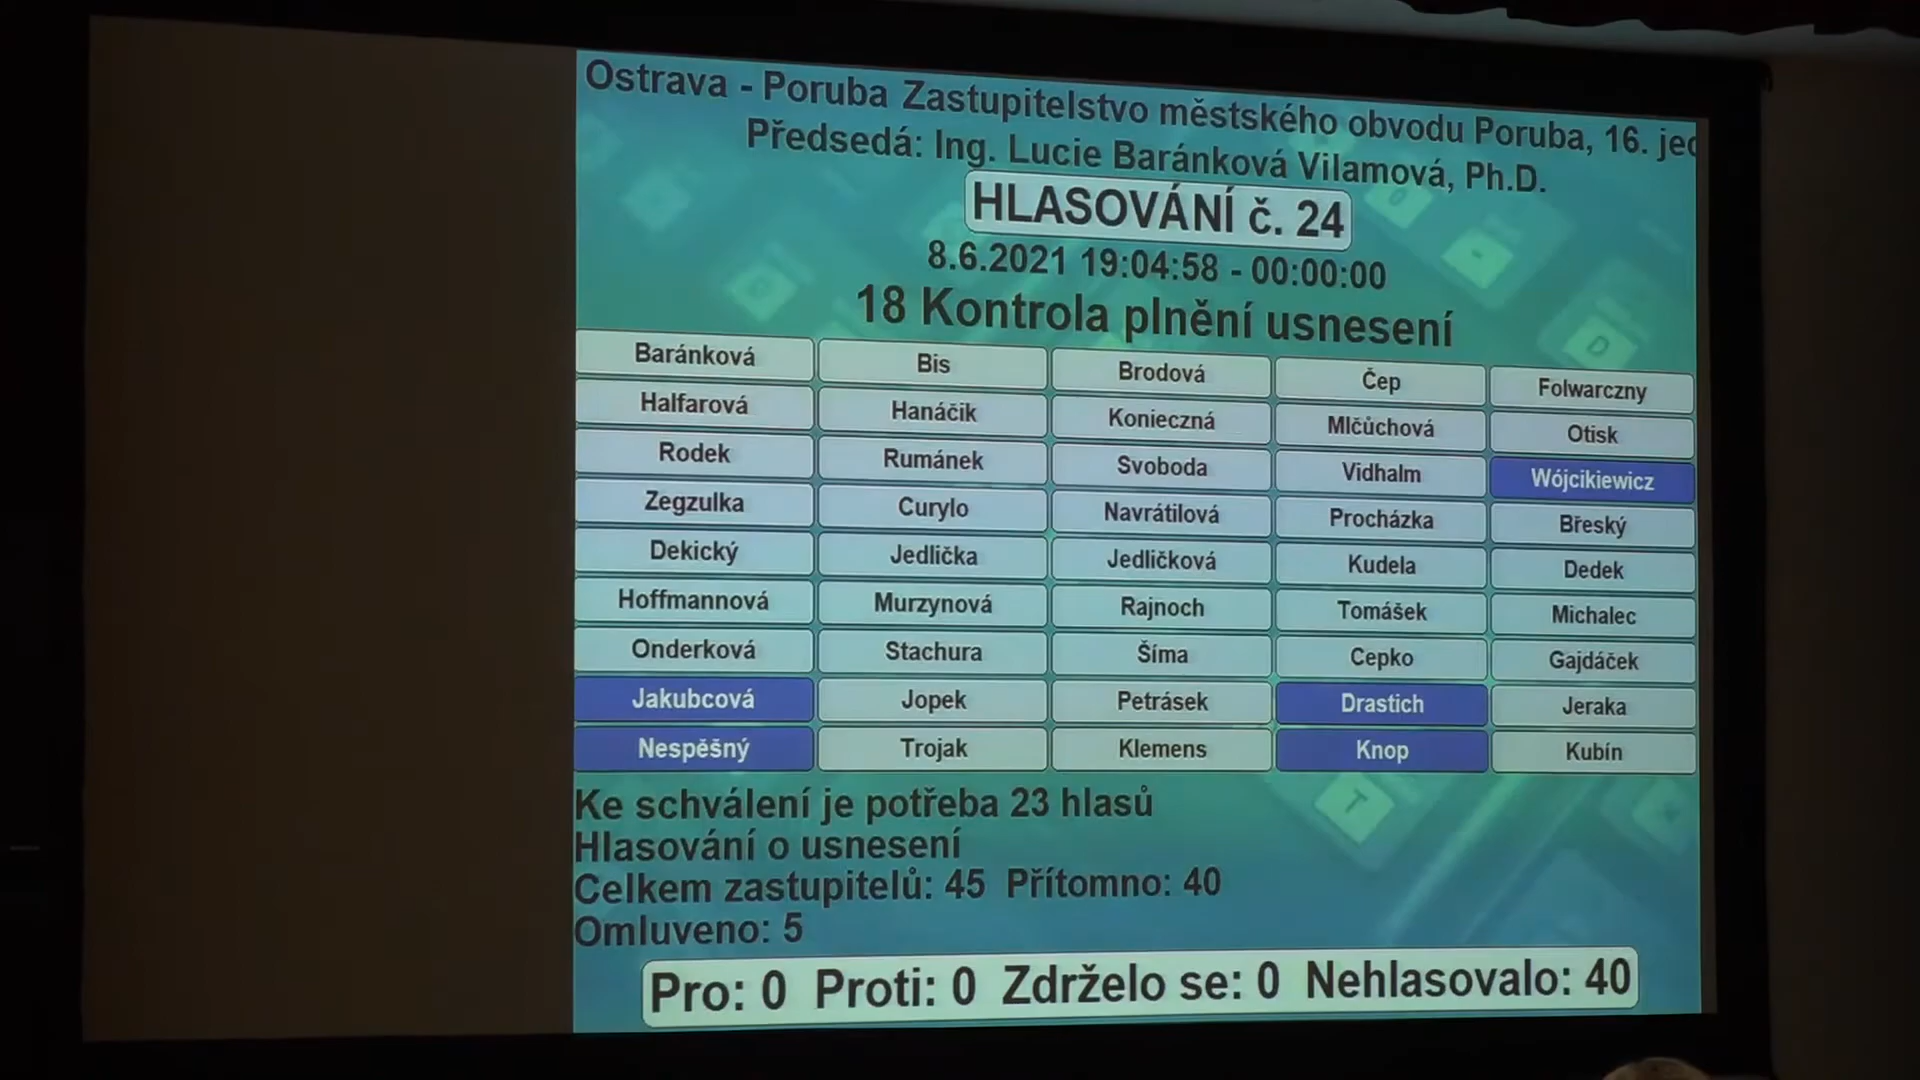 Ostrava - Poruba Zastupitelstvo městského obvodu Poruba, 16. jed
Předsedá: Ing. Lucie Baránková Vilamová, Ph.D.
HLASOVÁNÍ č. 24
8.6.2021 19:04:58 - 00:00:00
18 Kontrola plnění usnesení
Baránková Bis Brodová Čep Folwarczny
Halfarová Hanáčik Konieczná Mlčůchová Otisk
Rodek Rumánek Svoboda Vidhalm Wójcikiewicz
Zegzulka Curylo Navrátilová Procházka Břeský
Dekický Jedlička Jedličková Kudela Dedek
Hoffmannová Murzynová Rajnoch Tomášek Michalec
Onderková Stachura Šíma Cepko Gajdáček
Jakubcová Jopek Petrásek Drastich Jeraka
Nespěšný Trojak Klemens Knop Kubín
Ke schválení je potřeba 23 hlasů
Hlasování o usnesení
Celkem zastupitelů: 45 Přítomno: 40
Omluveno: 5
Pro: 0 Proti: 0 Zdrželo se: 0 Nehlasovalo: 40